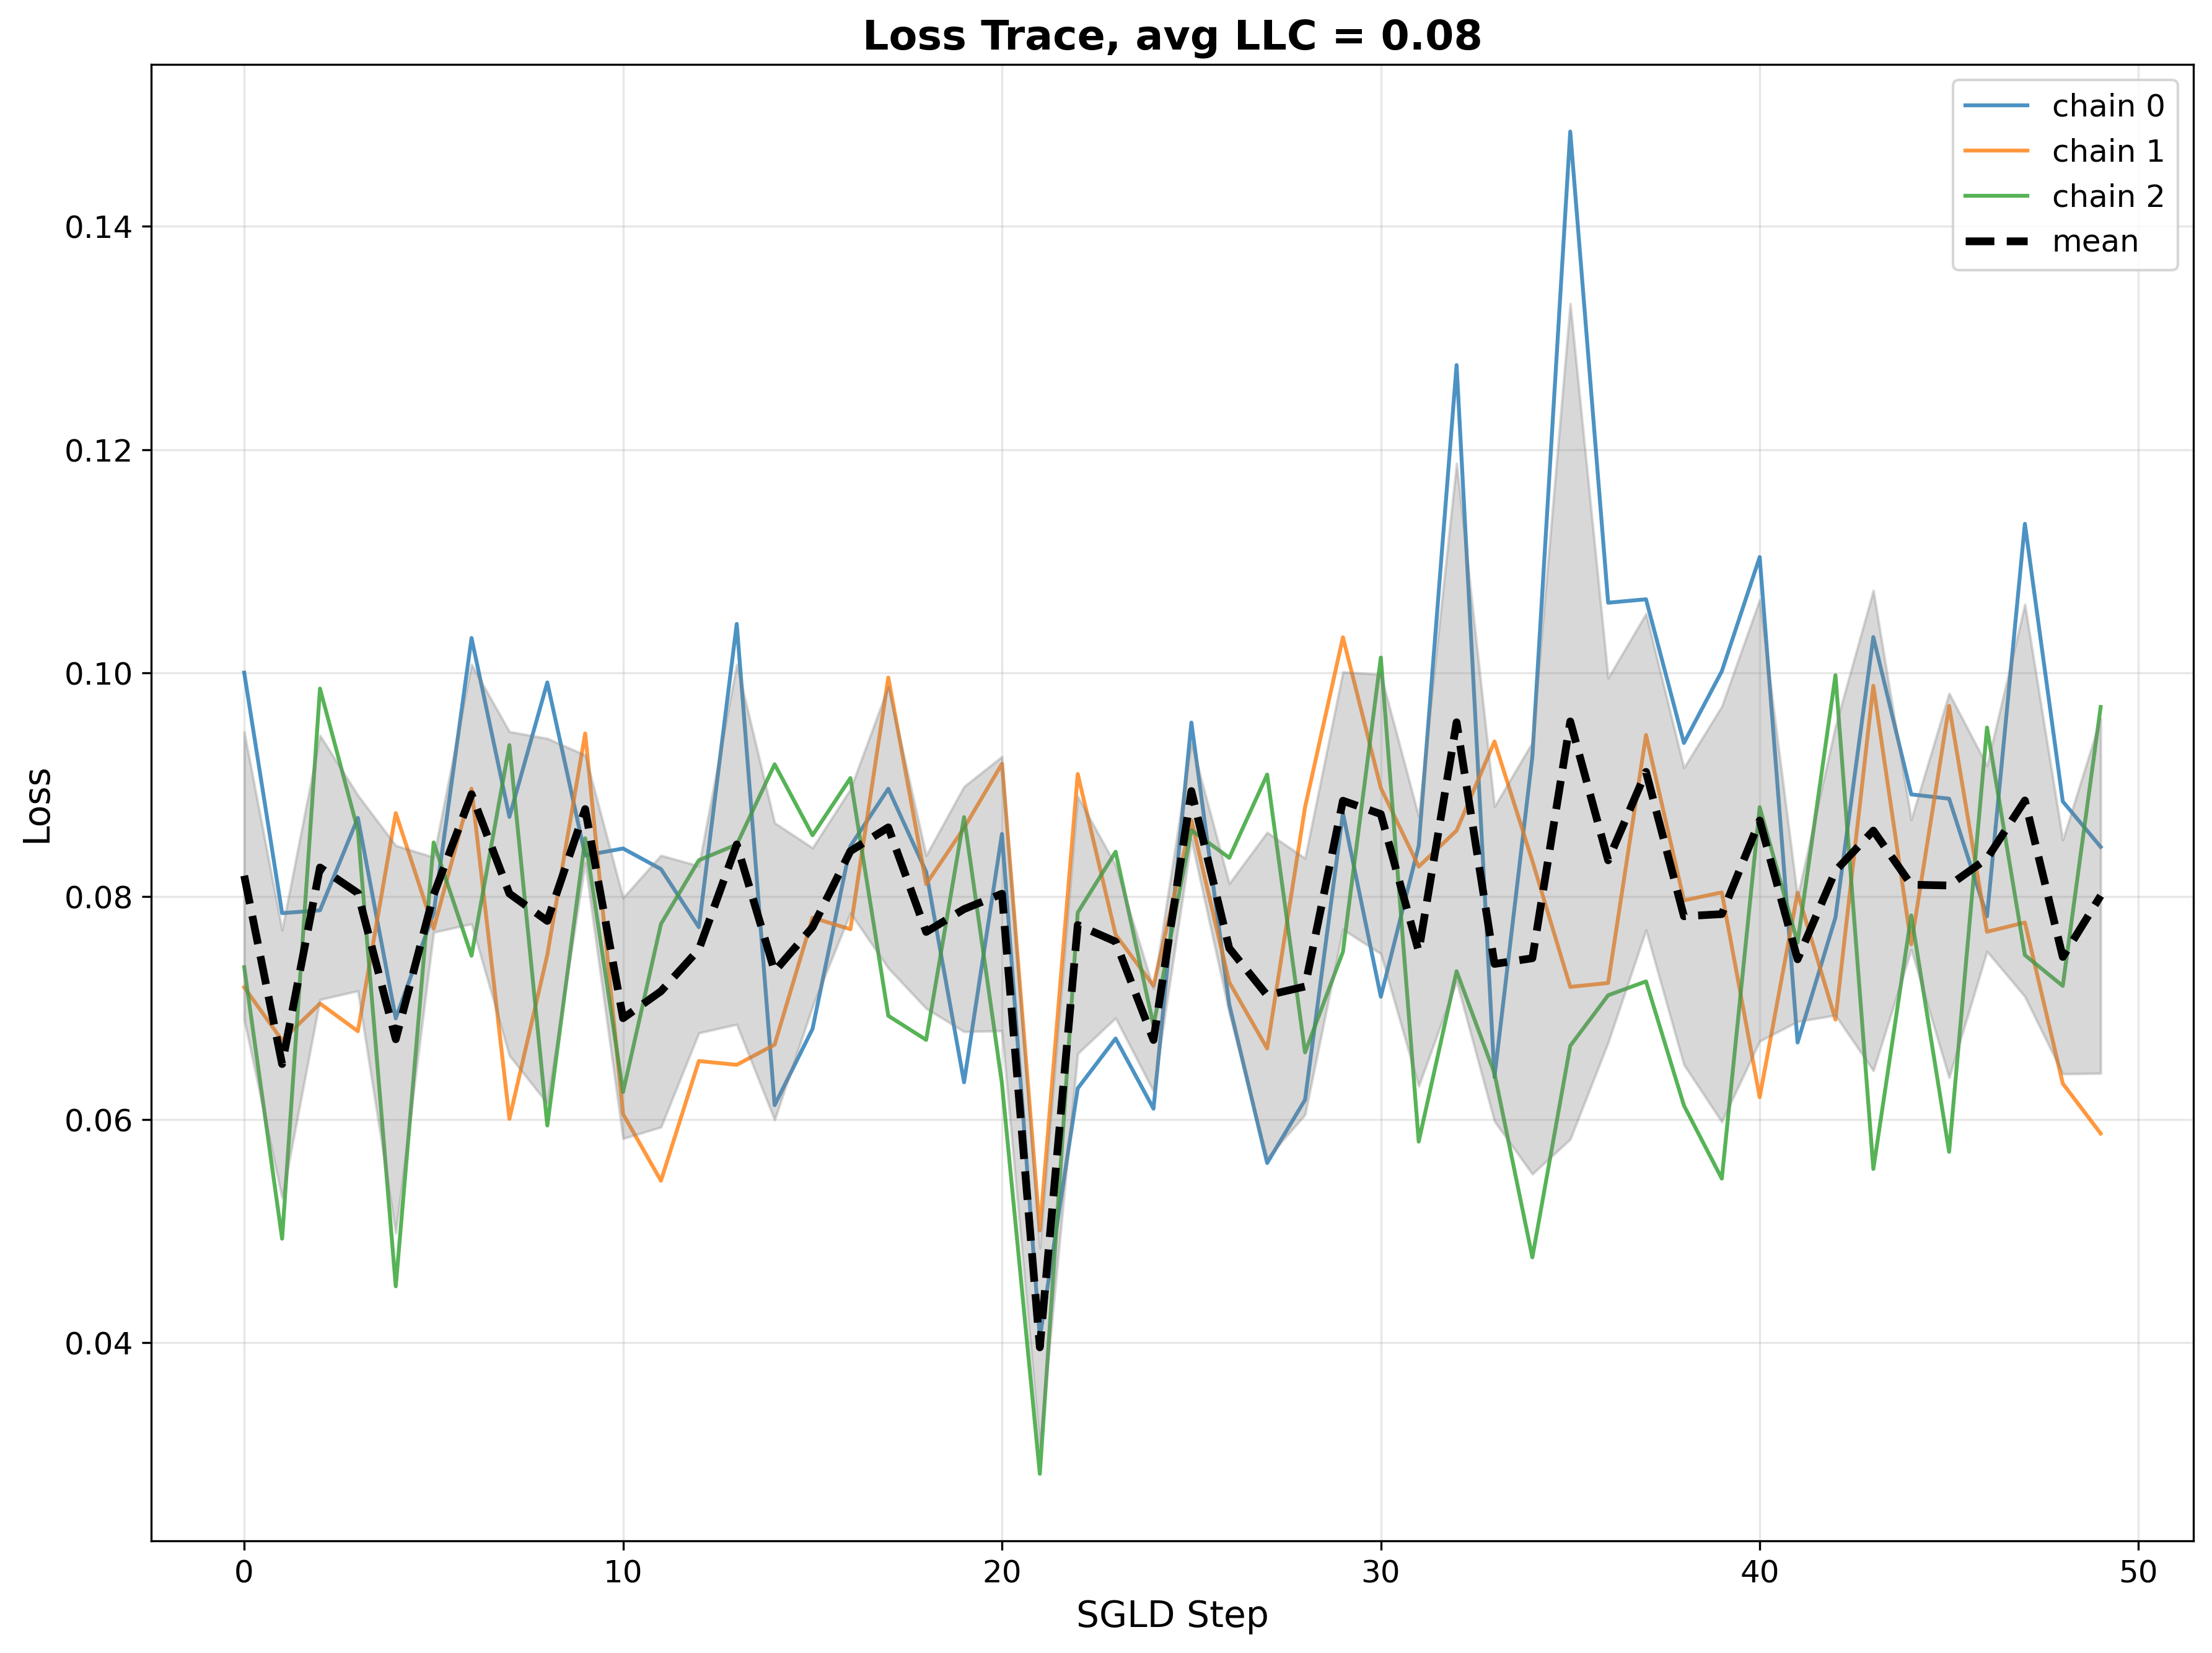 Loss Trace, avg LLC = 0.08
chain 0
chain 1
chain 2
mean
0.14
0.12
0.10
0.08
0.06
0.04
Loss
0 10 20 30 40 50
SGLD Step